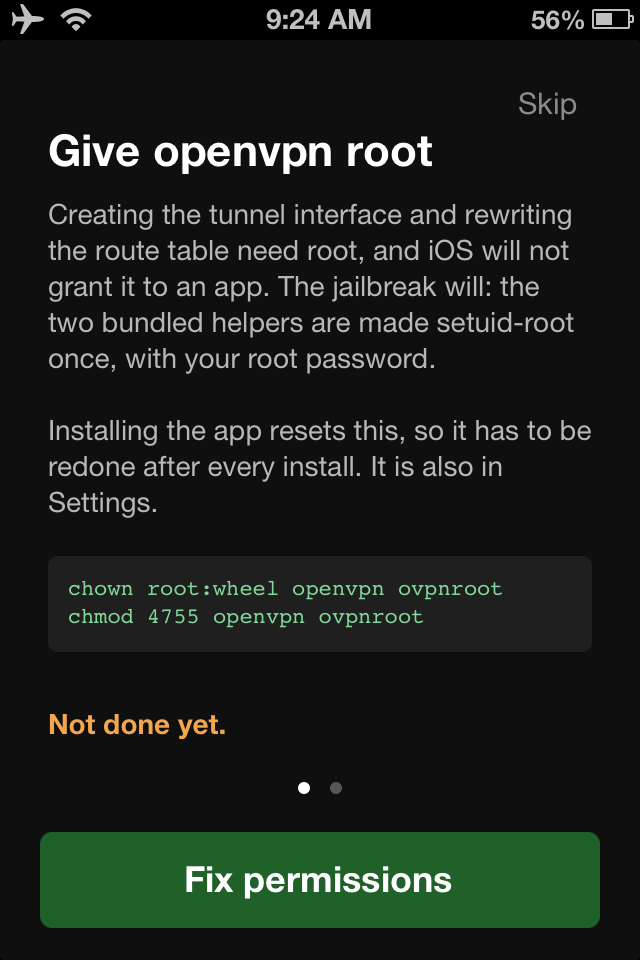 9:24 AM
56%
Skip
Give openvpn root
Creating the tunnel interface and rewriting
the route table need root, and iOS will not
grant it to an app. The jailbreak will: the
two bundled helpers are made setuid-root
once, with your root password.
Installing the app resets this, so it has to be
redone after every install. It is also in
Settings.
chown root:wheel openvpn ovpnroot
chmod 4755 openvpn ovpnroot
Not done yet.
Fix permissions